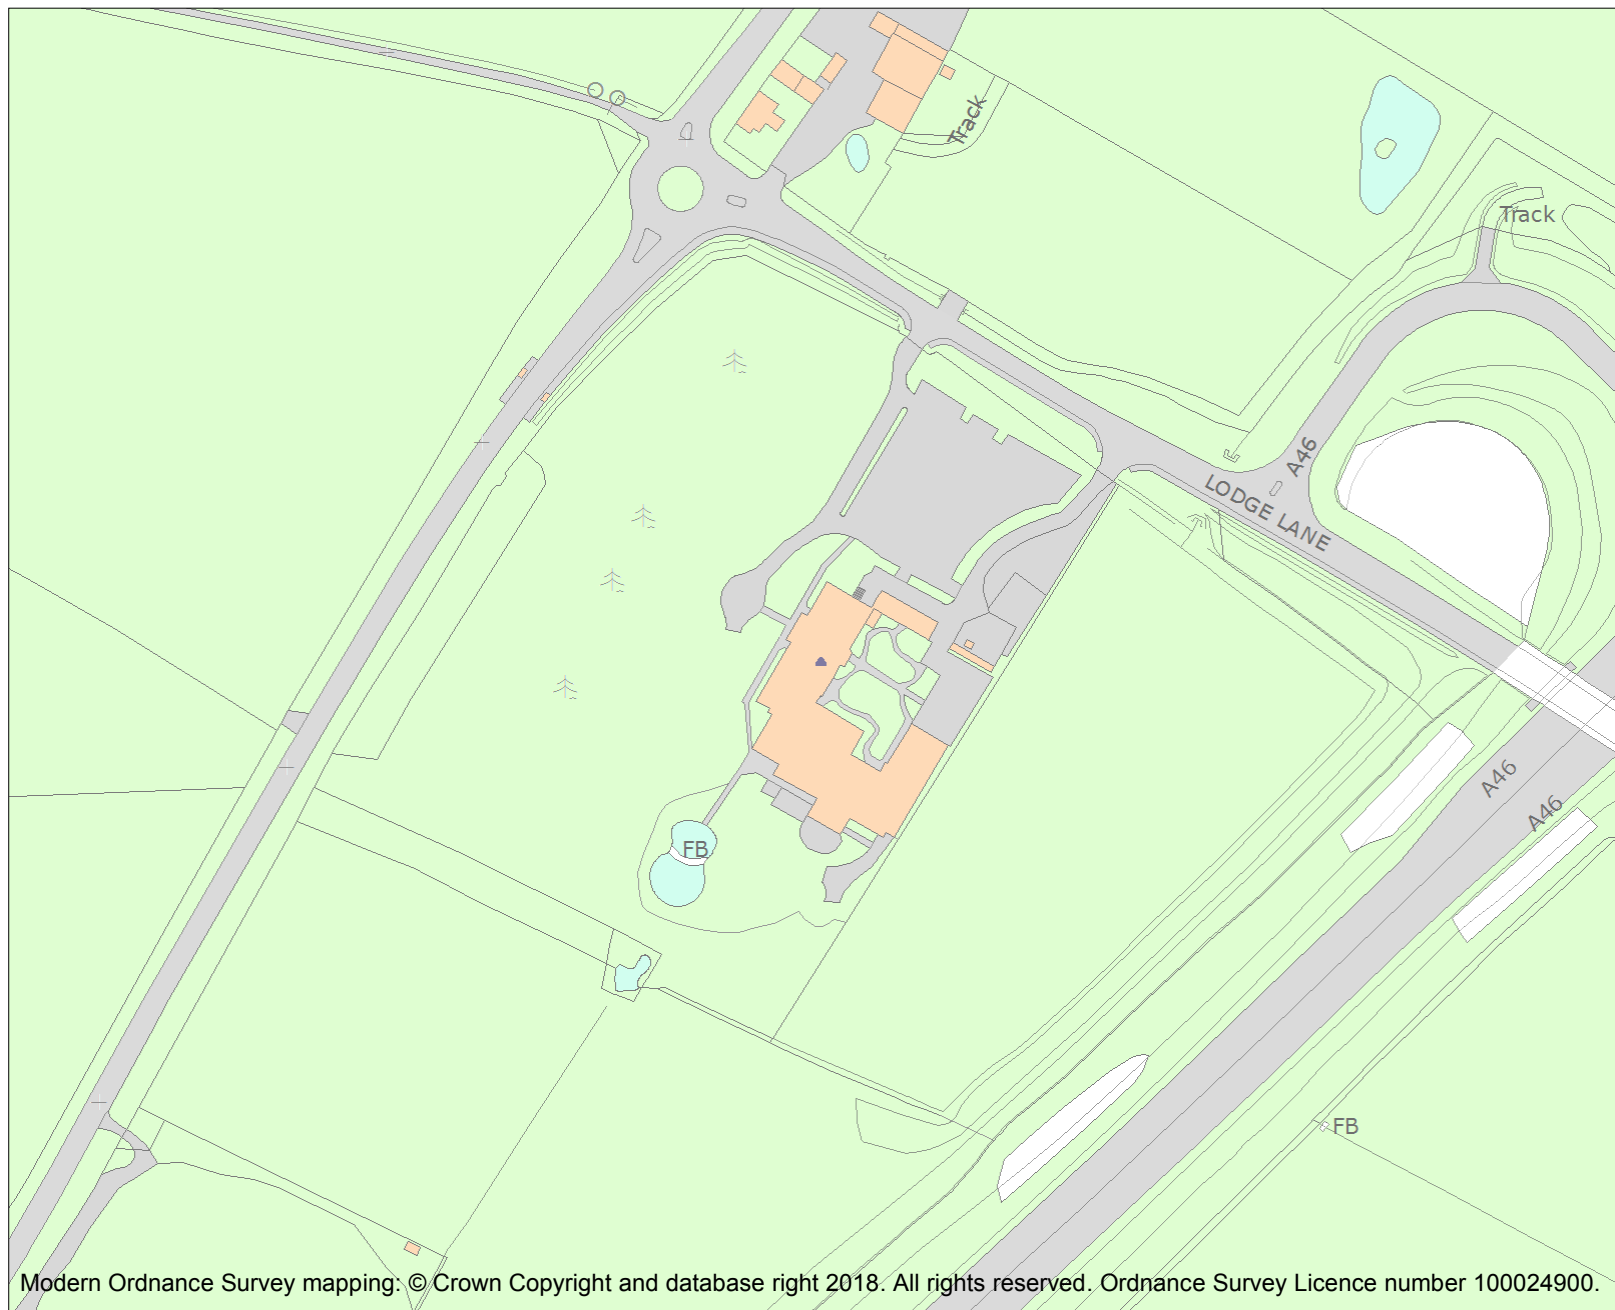 Track
Track
A46
LODGE LANE
A46
A46
FB
FB
Modern Ordnance Survey mapping: © Crown Copyright and database right 2018. All rights reserved. Ordnance Survey Licence number 100024900.